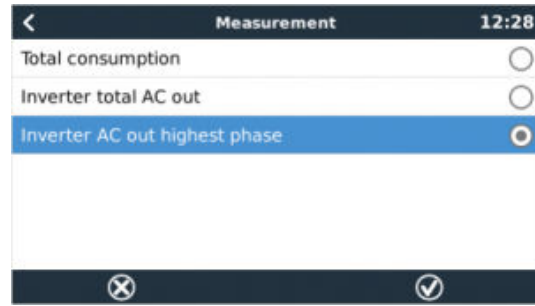 Measurement 12:28
Total consumption
Inverter total AC out
Inverter AC out highest phase